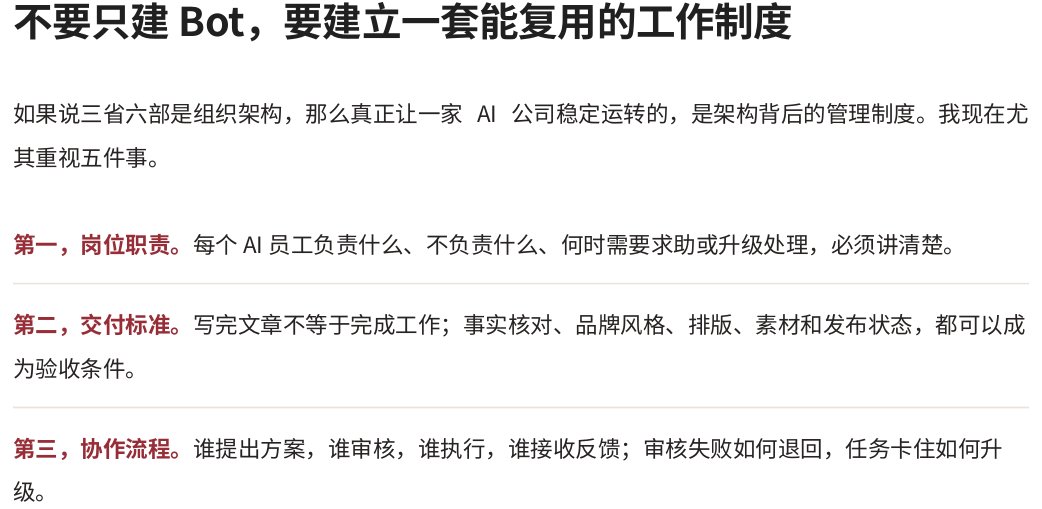 不要只建 Bot，要建立一套能复用的工作制度
如果说三省六部是组织架构，那么真正让一家 AI 公司稳定运转的，是架构背后的管理制度。我现在尤
其重视五件事。
第一，岗位职责。每个 AI 员工负责什么、不负责什么、何时需要求助或升级处理，必须讲清楚。
第二，交付标准。写完文章不等于完成工作；事实核对、品牌风格、排版、素材和发布状态，都可以成
为验收条件。
第三，协作流程。谁提出方案，谁审核，谁执行，谁接收反馈；审核失败如何退回，任务卡住如何升
级。